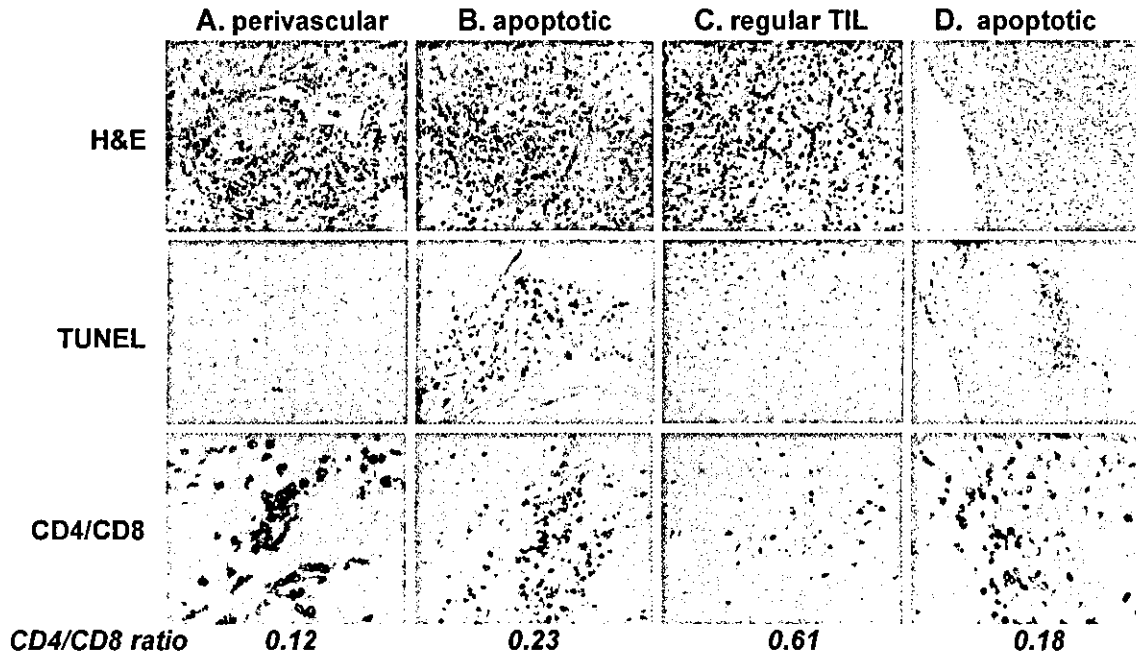 A. perivascular B. apoptotic C. regular TIL D. apoptotic
H&E
TUNEL
CD4/CD8
CD4/CD8 ratio 0.12 0.23 0.61 0.18